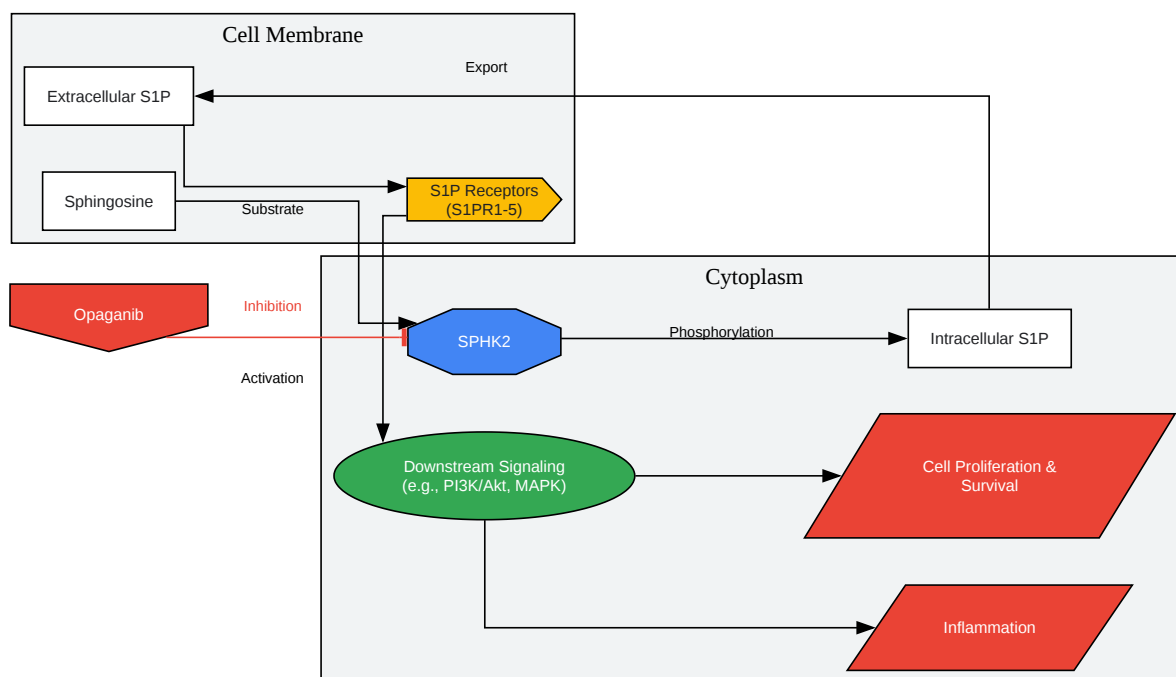 Cell Membrane
Export
Extracellular S1P
S1P Receptors
(S1PR1-5)
Sphingosine
Substrate
Cytoplasm
Opaganib
Inhibition
SPHK2
Phosphorylation
Intracellular S1P
Activation
Downstream Signaling
(e.g., PI3K/Akt, MAPK)
Cell Proliferation &
Survival
Inflammation